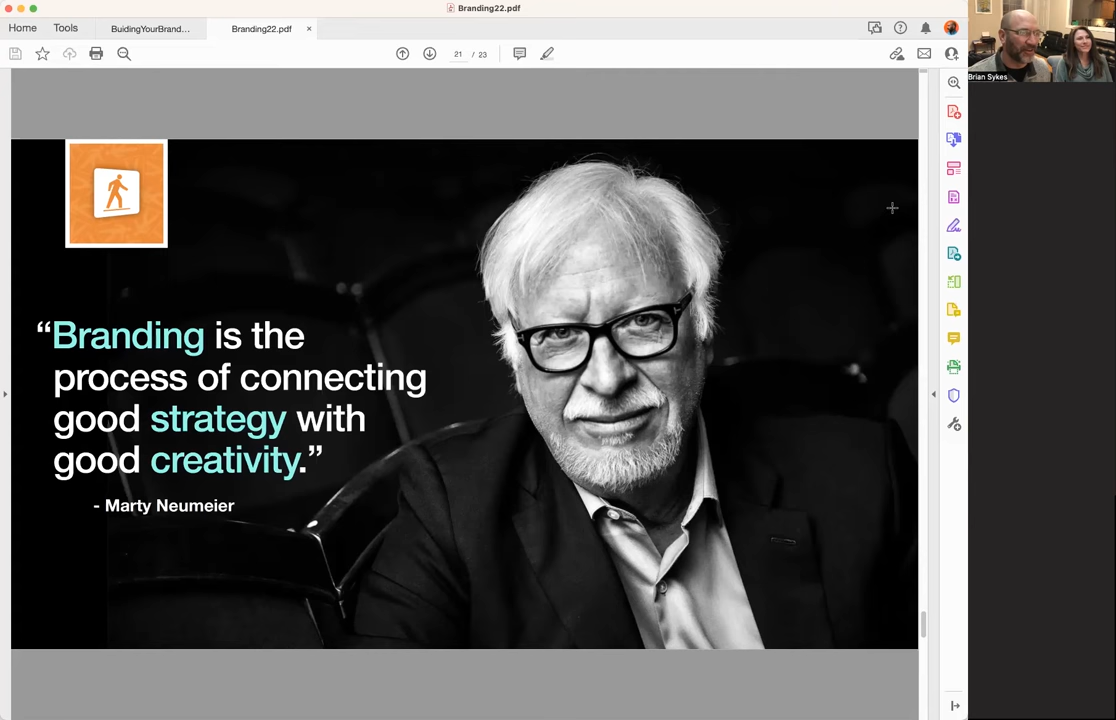 Branding22.pdf
Home
Tools
BuidingYourBrand...
Branding22.pdf
×
21 / 23
Brian Sykes
“Branding is the
process of connecting
good strategy with
good creativity.”
- Marty Neumeier